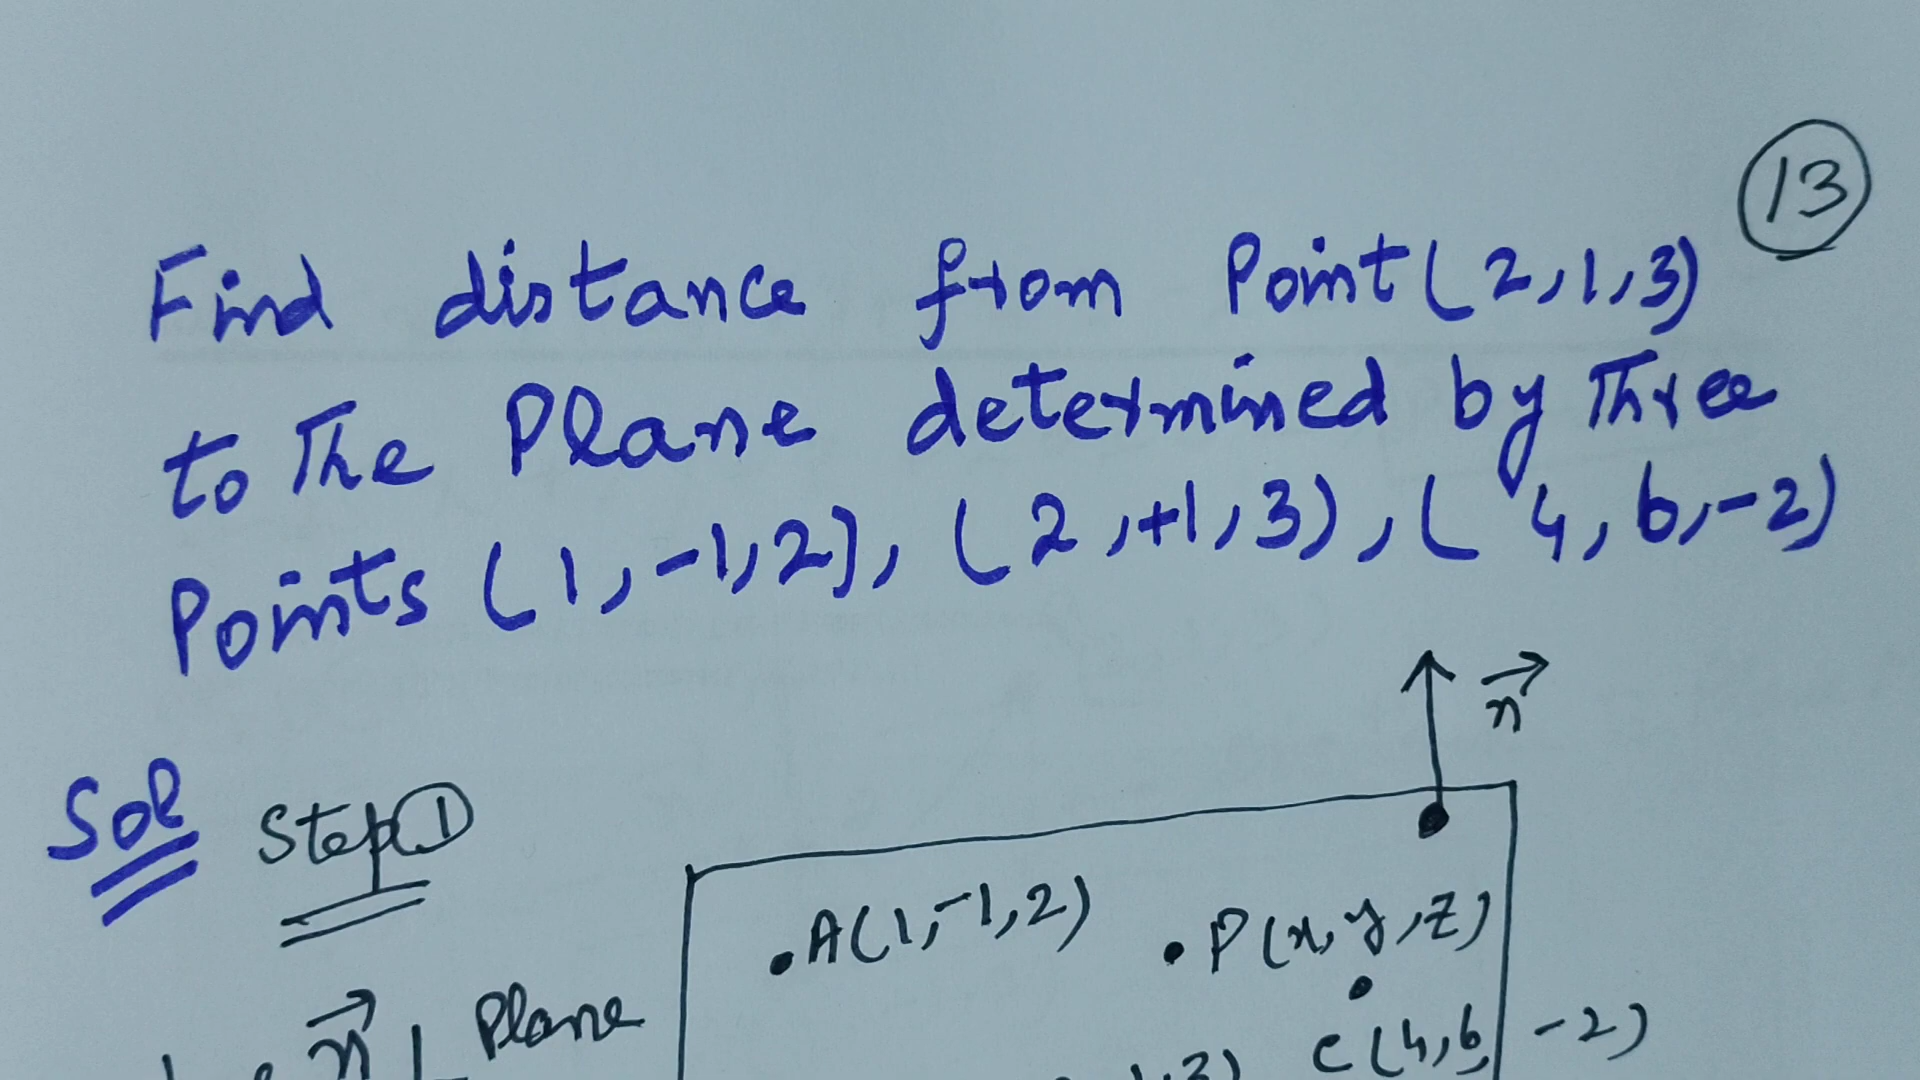 13
Find distance from Point (2,1,3)
to The Plane determined by Three
Points (1,-1,2), (2,+1,3), (4,6,-2)
n
Sol Step 1
A(1,-1,2) P(x,y,z)
n ⊥ Plane
C(4,6,-2)